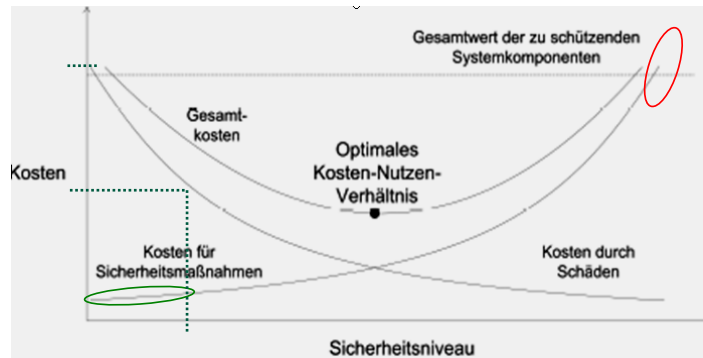 Gesamtwert der zu schützenden
Systemkomponenten
Gesamt-
kosten
Optimales
Kosten-Nutzen-
Verhältnis
Kosten
Kosten für
Sicherheitsmaßnahmen
Kosten durch
Schäden
Sicherheitsniveau